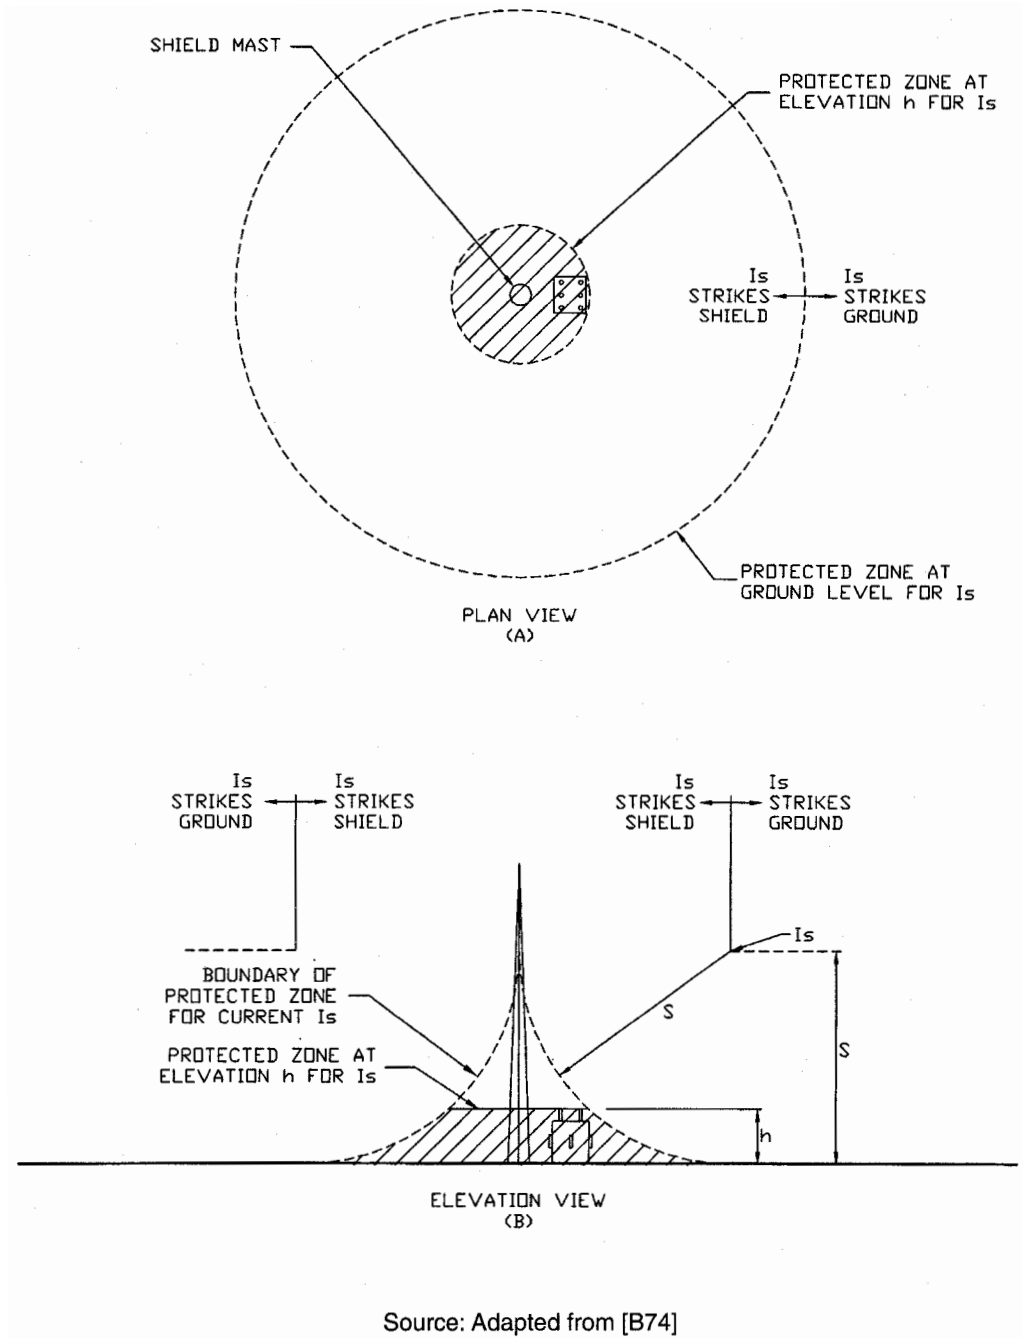 SHIELD MAST
PROTECTED ZONE AT
ELEVATION h FOR Is
Is
STRIKES
SHIELD
Is
STRIKES
GROUND
PROTECTED ZONE AT
GROUND LEVEL FOR Is
PLAN VIEW
(A)
Is
STRIKES
GROUND
Is
STRIKES
SHIELD
Is
STRIKES
SHIELD
Is
STRIKES
GROUND
Is
BOUNDARY OF
PROTECTED ZONE
FOR CURRENT Is
S
S
PROTECTED ZONE AT
ELEVATION h FOR Is
h
ELEVATION VIEW
(B)
Source: Adapted from [B74]